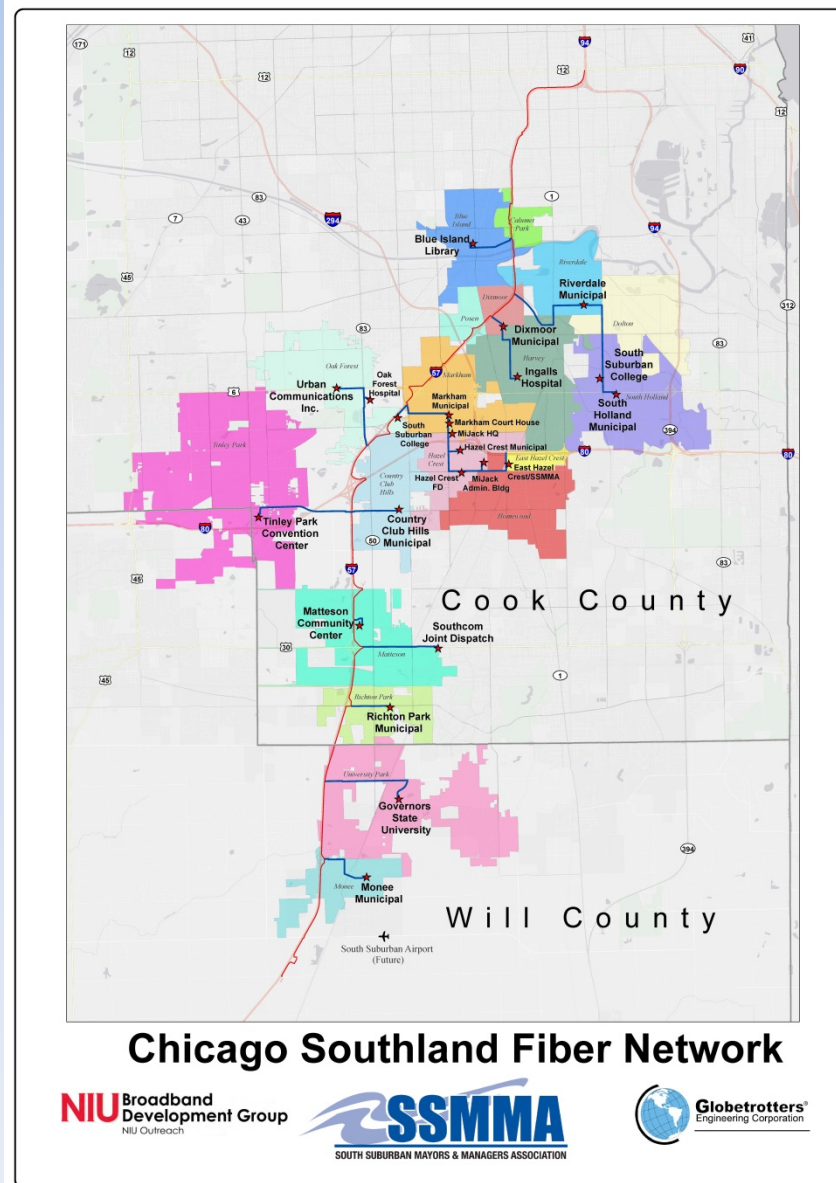 171
12
94
41
12
12
90
12
83
1
7
43
294
94
Blue
Island
Calumet
Park
Blue Island
Library
45
Riverdale
Riverdale
Municipal
312
Dixmoor
Posen
Dixmoor
Municipal
Dolton
83
83
Oak Forest
57
Markham
Harvey
Ingalls
Hospital
South
Suburban
College
6
Urban
Communications
Inc.
Oak
Forest
Hospital
Markham
Municipal
South Holland
South
Holland
Municipal
South
Suburban
College
Markham Court House
MiJack HQ
394
Tinley Park
Hazel Crest Municipal
80
80
Hazel
Crest
East Hazel Crest
East Hazel
Crest/SSMMA
Country
Club
Hills
Hazel Crest
FD
MiJack
Admin. Bldg
Homewood
80
Tinley Park
Convention
Center
Country
Club Hills
Municipal
50
83
45
57
Cook County
Matteson
Community
Center
Southcom
Joint Dispatch
30
Matteson
45
1
Richton Park
Richton Park
Municipal
University Park
Governors
State
University
394
Monee
Monee
Municipal
Will County
South Suburban Airport
(Future)
Chicago Southland Fiber Network
NIU Broadband
Development Group
NIU Outreach
SSMMA
SOUTH SUBURBAN MAYORS & MANAGERS ASSOCIATION
Globetrotters®
Engineering Corporation